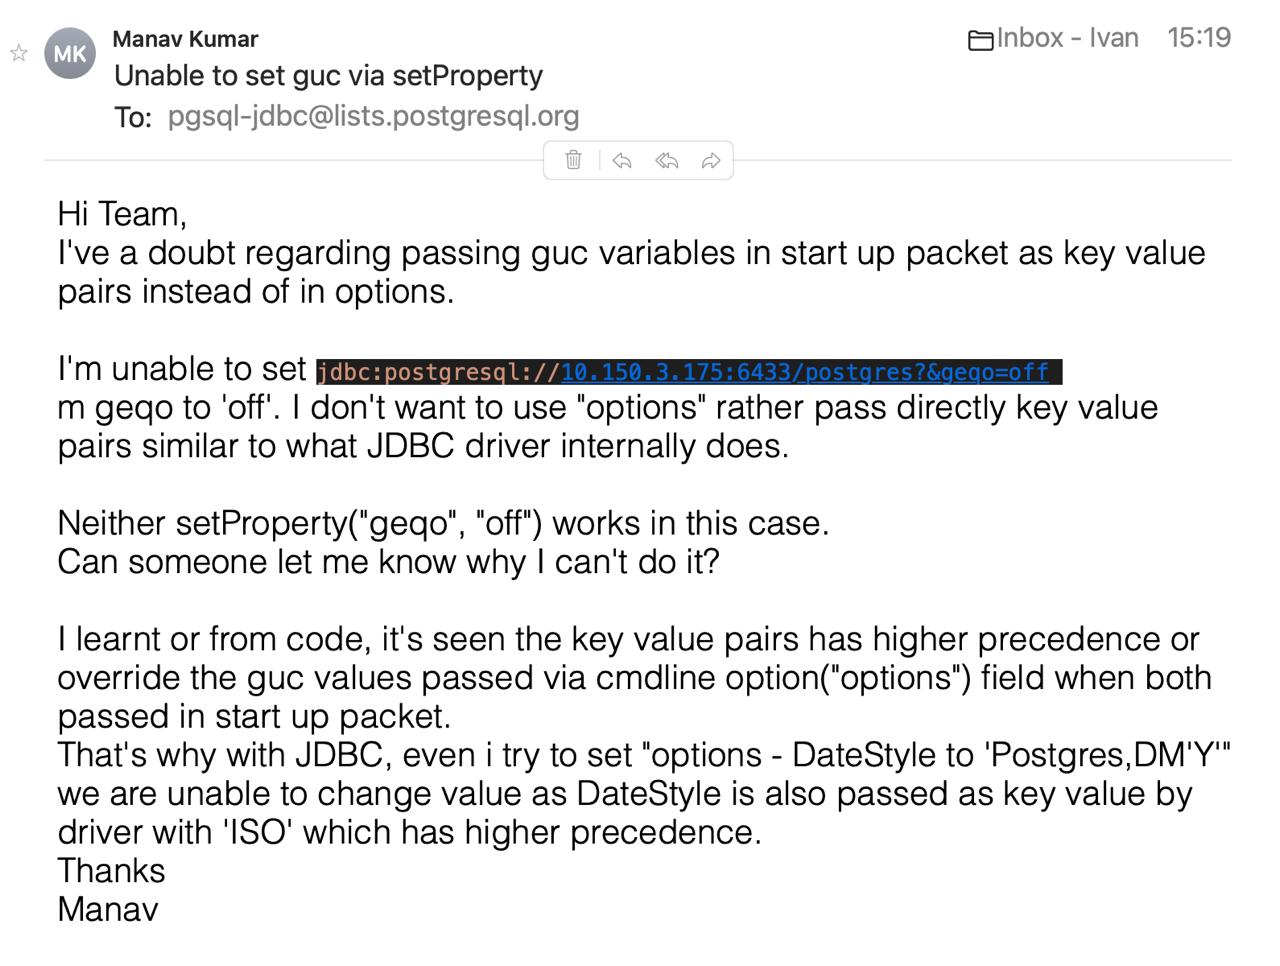 MK
Manav Kumar
Inbox - Ivan 15:19
Unable to set guc via setProperty
To: pgsql-jdbc@lists.postgresql.org
Hi Team,
I've a doubt regarding passing guc variables in start up packet as key value
pairs instead of in options.
I'm unable to set jdbc:postgresql://10.150.3.175:6433/postgres?&geqo=off
m geqo to 'off'. I don't want to use "options" rather pass directly key value
pairs similar to what JDBC driver internally does.
Neither setProperty("geqo", "off") works in this case.
Can someone let me know why I can't do it?
I learnt or from code, it's seen the key value pairs has higher precedence or
override the guc values passed via cmdline option("options") field when both
passed in start up packet.
That's why with JDBC, even i try to set "options - DateStyle to 'Postgres,DM'Y'"
we are unable to change value as DateStyle is also passed as key value by
driver with 'ISO' which has higher precedence.
Thanks
Manav